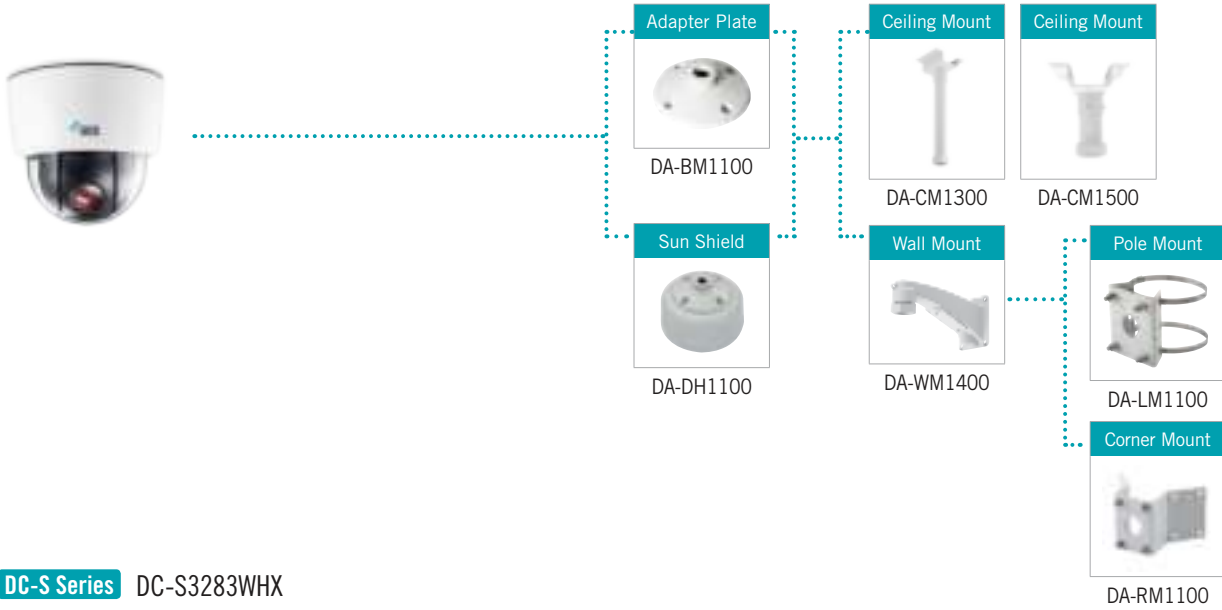 Adapter Plate
DA-BM1100
Sun Shield
DA-DH1100
Ceiling Mount
DA-CM1300
Ceiling Mount
DA-CM1500
Wall Mount
DA-WM1400
Pole Mount
DA-LM1100
Corner Mount
DA-RM1100
DC-S Series DC-S3283WHX